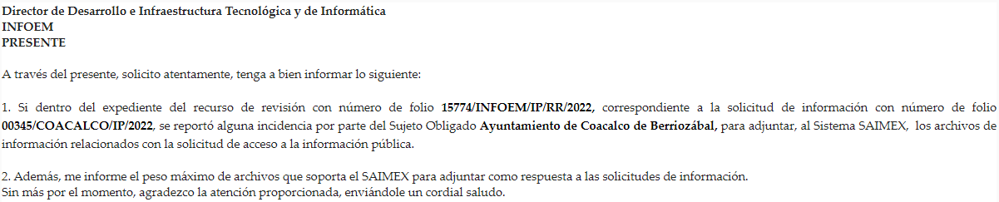 Director de Desarrollo e Infraestructura Tecnológica y de Informática
INFOEM
PRESENTE
A través del presente, solicito atentamente, tenga a bien informar lo siguiente:
1. Si dentro del expediente del recurso de revisión con número de folio 15774/INFOEM/IP/RR/2022, correspondiente a la solicitud de información con número de folio
00345/COACALCO/IP/2022, se reportó alguna incidencia por parte del Sujeto Obligado Ayuntamiento de Coacalco de Berriozábal, para adjuntar, al Sistema SAIMEX, los archivos de
información relacionados con la solicitud de acceso a la información pública.
2. Además, me informe el peso máximo de archivos que soporta el SAIMEX para adjuntar como respuesta a las solicitudes de información.
Sin más por el momento, agradezco la atención proporcionada, enviándole un cordial saludo.